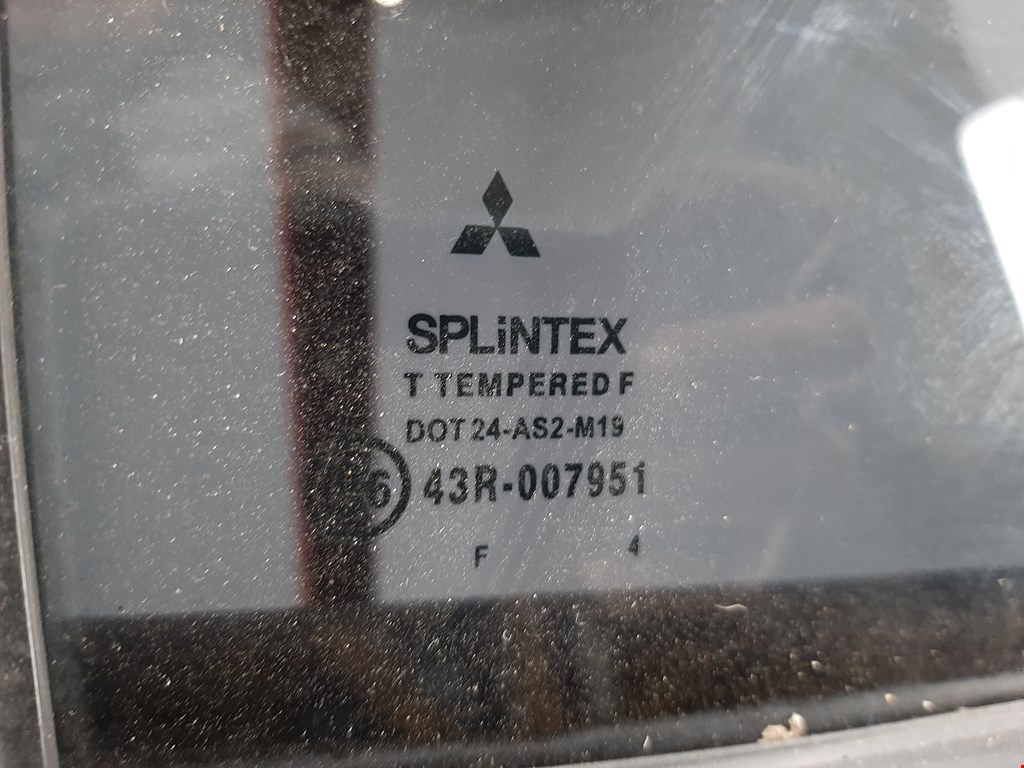 SPLiNTEX
T TEMPERED F
DOT 24-AS2-M19
43R-007951
F 4